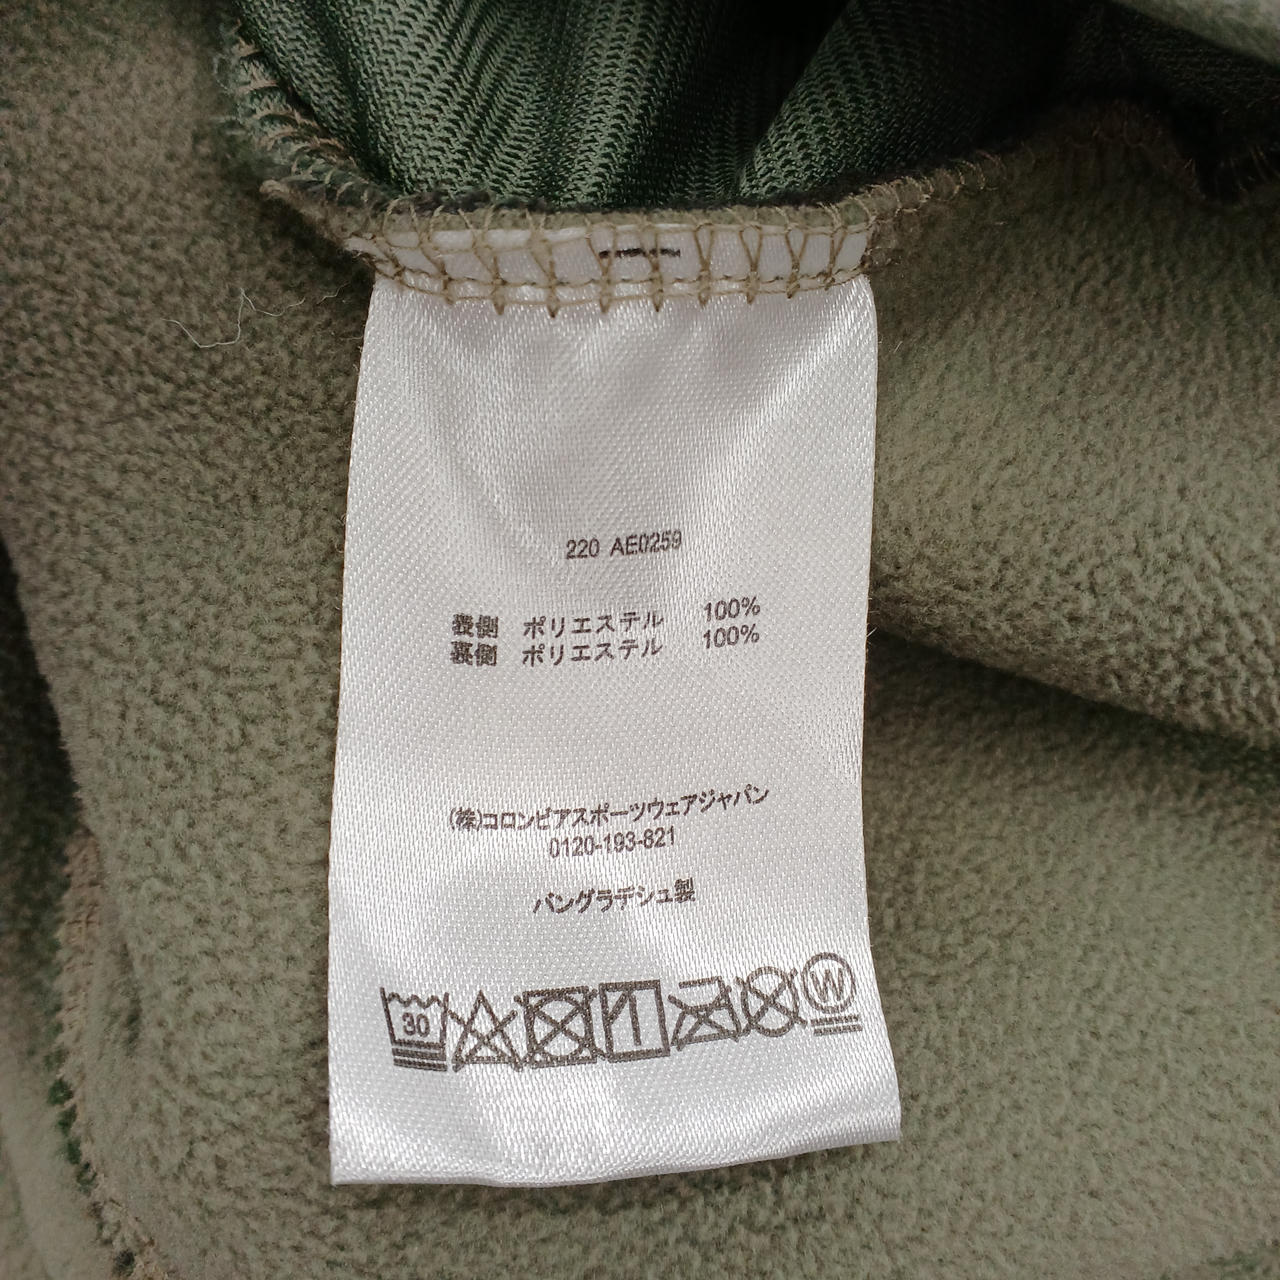 220 AE0259
表側 ポリエステル 100%
裏側 ポリエステル 100%
(株)コロンビアスポーツウェアジャパン
0120-193-821
バングラデシュ製
30
W